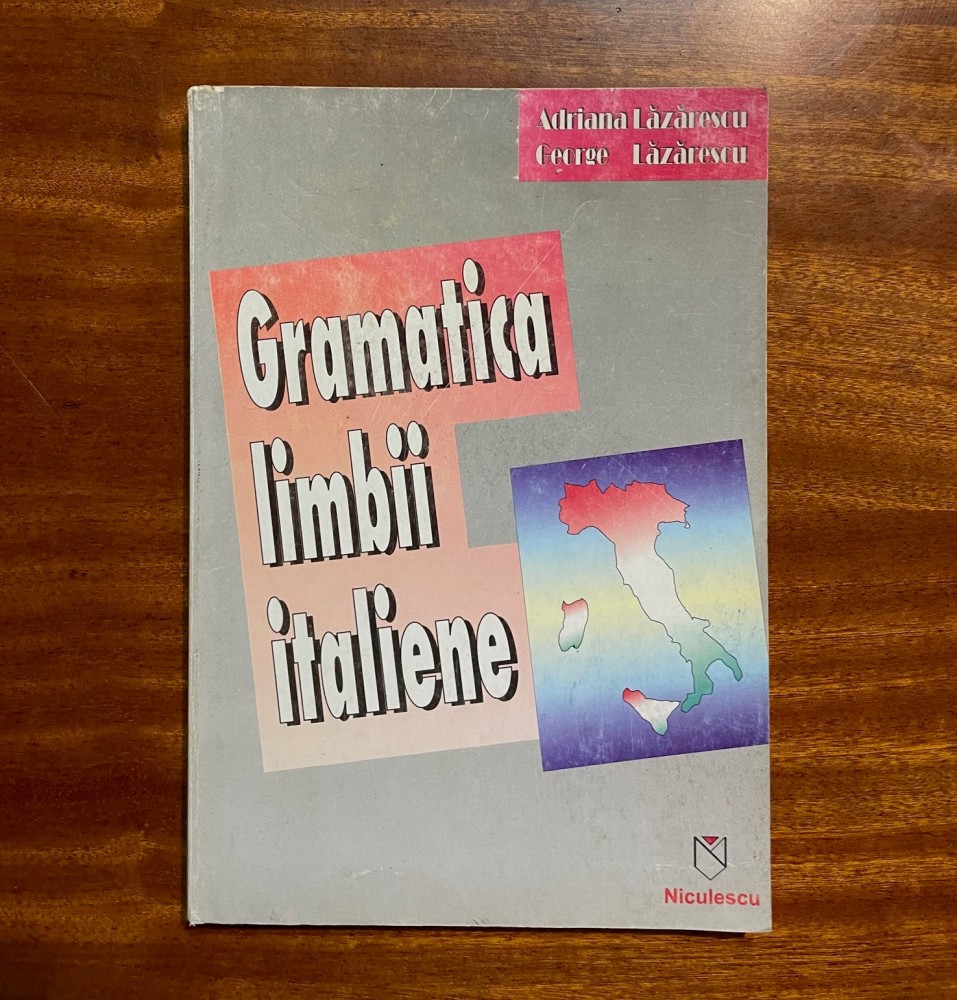 Adriana Lăzărescu
George Lăzărescu
Gramatica
limbii
italiene
Niculescu